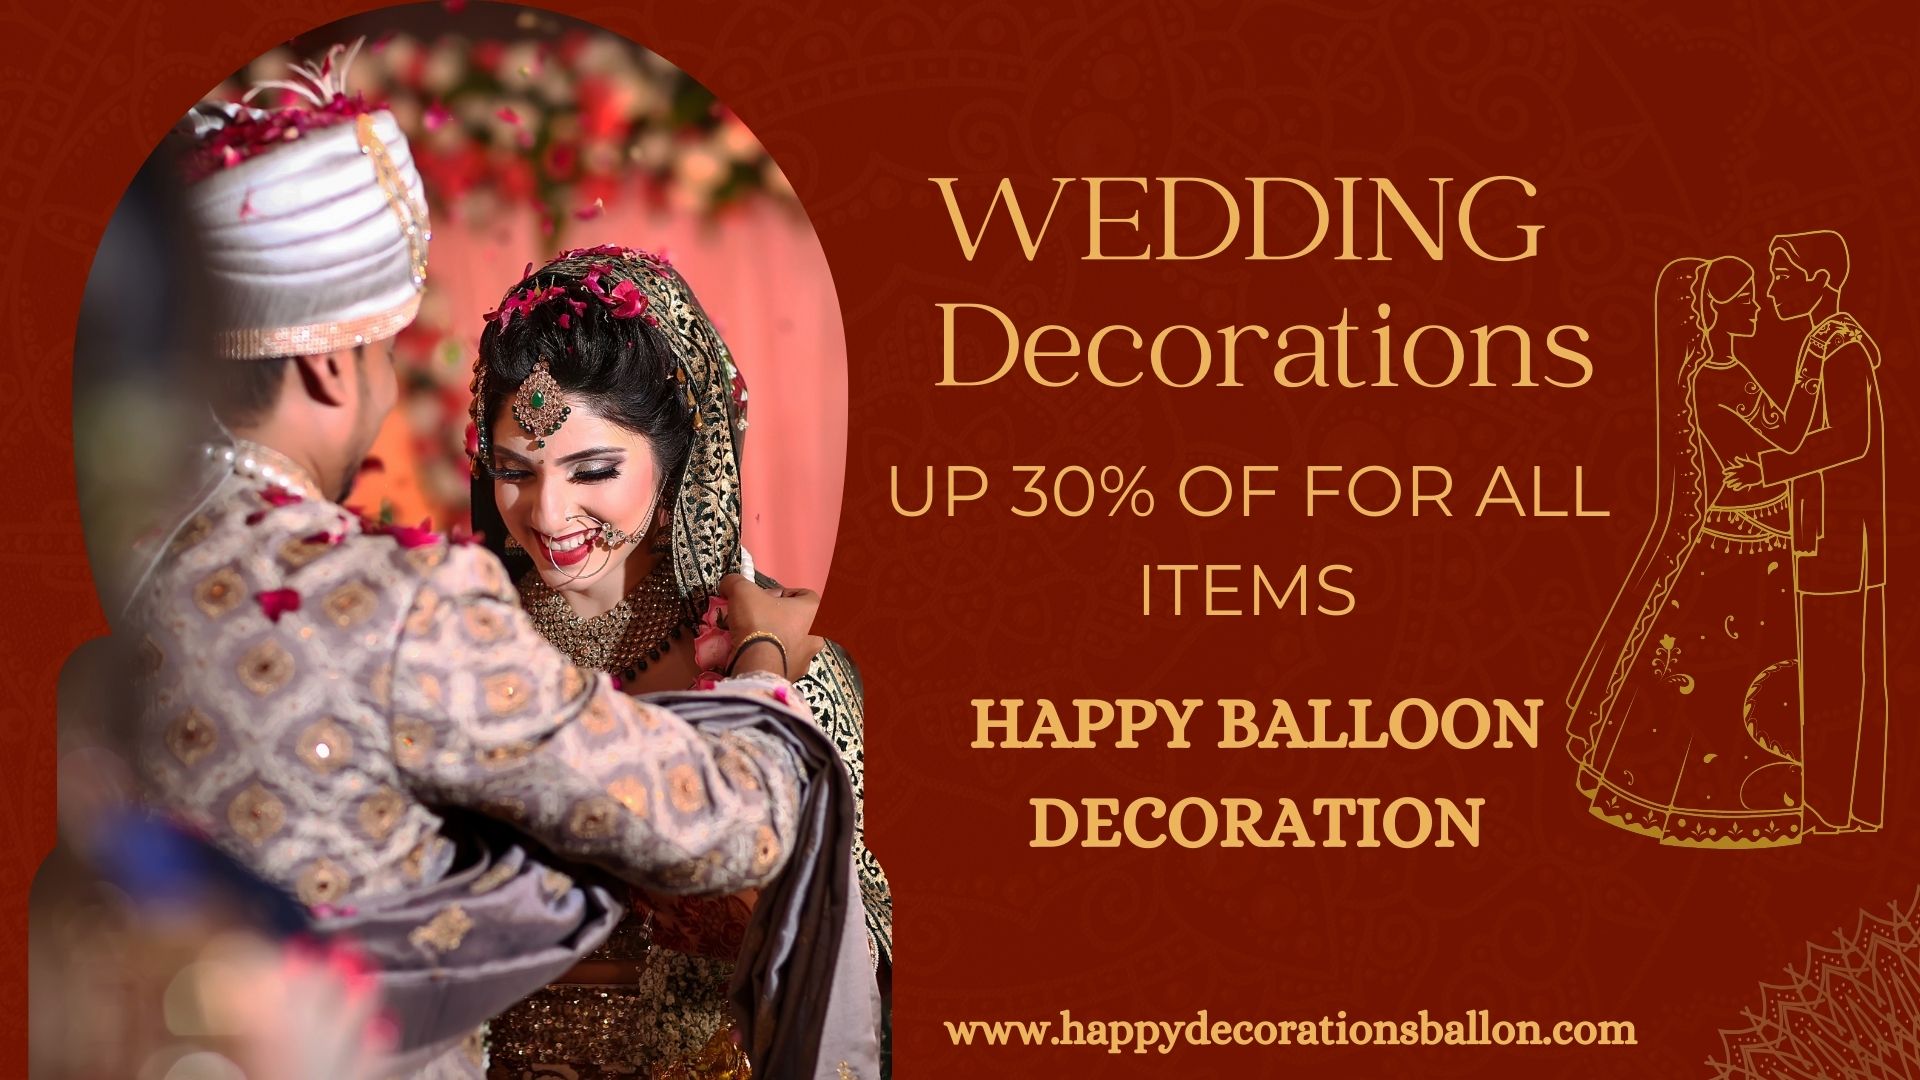 WEDDING
Decorations
UP 30% OF FOR ALL
ITEMS
HAPPY BALLOON
DECORATION
www.happydecorationsballon.com